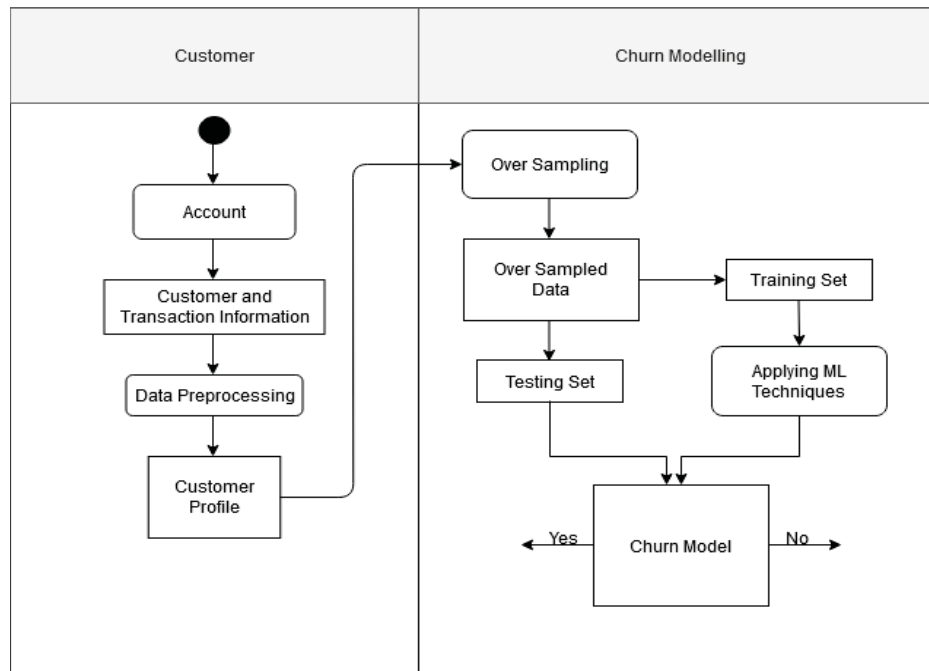 Customer
Churn Modelling
Account
Customer and
Transaction Information
Data Preprocessing
Customer
Profile
Over Sampling
Over Sampled
Data
Training Set
Testing Set
Applying ML
Techniques
Churn Model
Yes
No